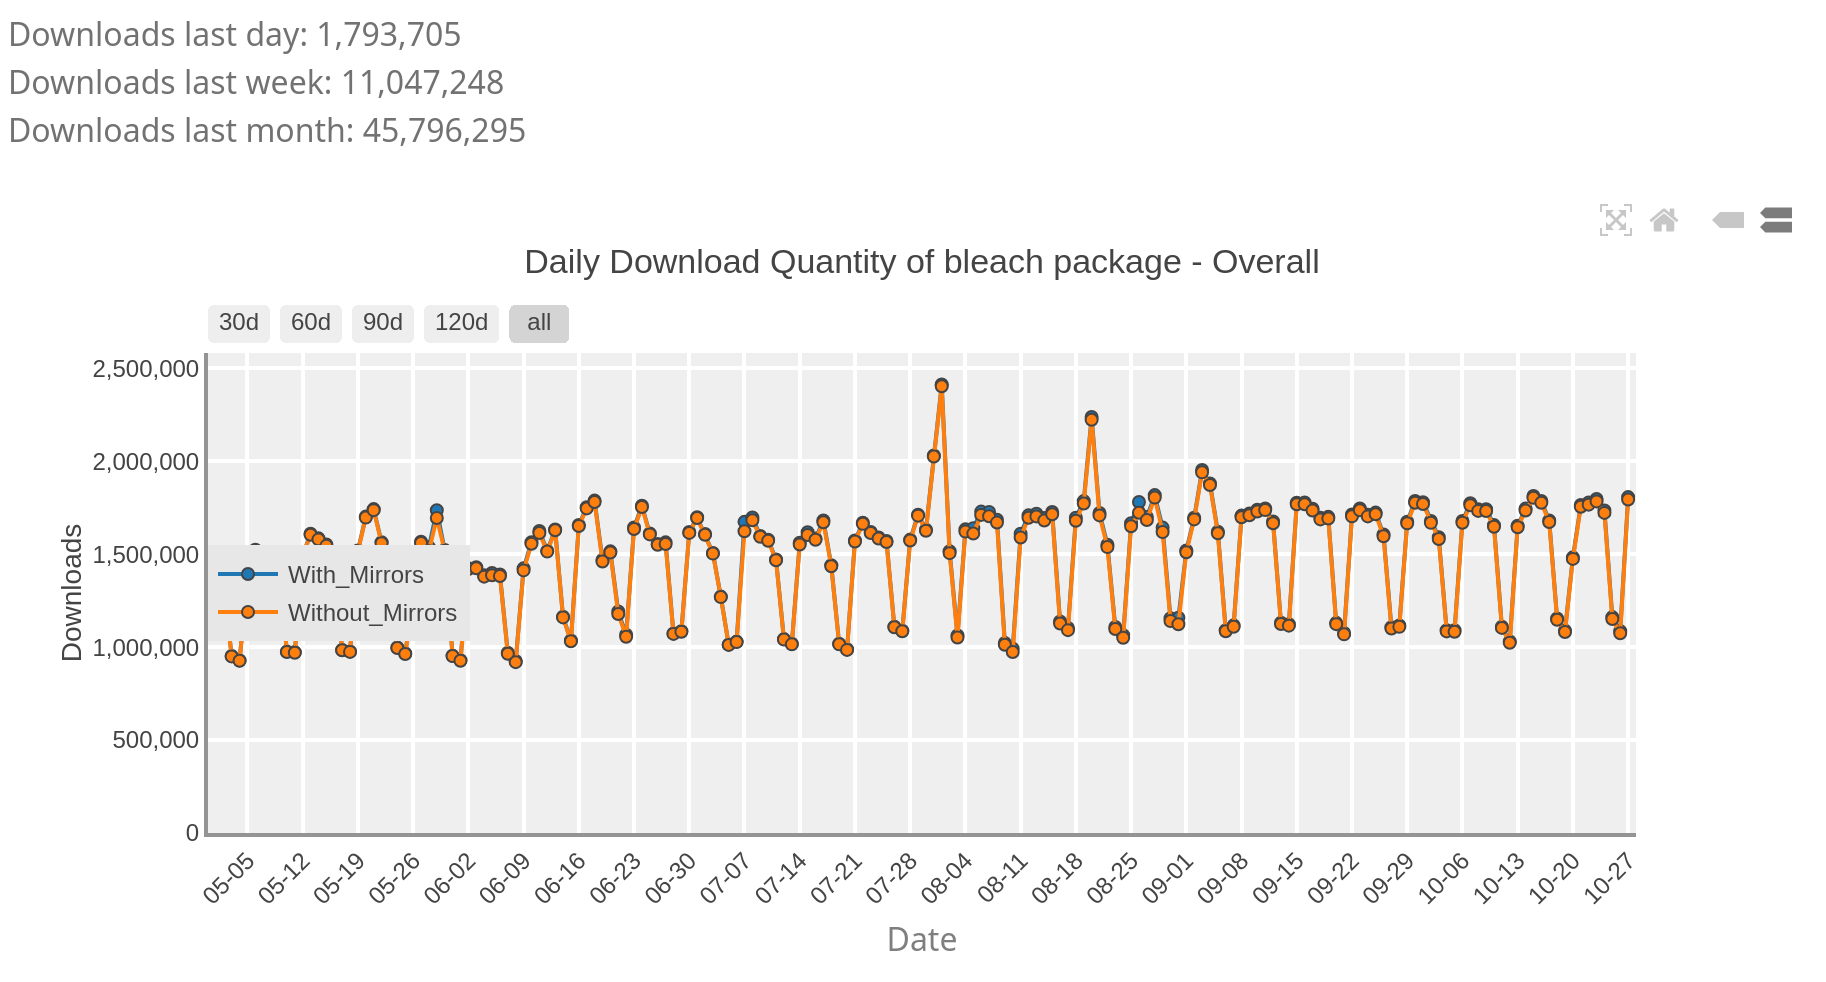 Downloads last day: 1,793,705
Downloads last week: 11,047,248
Downloads last month: 45,796,295
Daily Download Quantity of bleach package - Overall
30d 60d 90d 120d all
2,500,000
2,000,000
1,500,000
1,000,000
500,000
0
Downloads
With_Mirrors
Without_Mirrors
05-05 05-12 05-19 05-26 06-02 06-09 06-16 06-23 06-30 07-07 07-14 07-21 07-28 08-04 08-11 08-18 08-25 09-01 09-08 09-15 09-22 09-29 10-06 10-13 10-20 10-27
Date